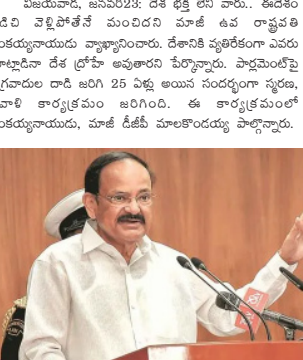 విజయవాడ, జనవరి23: దేశ భక్తి లేని వారు.. ఈదేశం
డిచి వెళ్లిపోతేనే మంచిదని మాజీ ఉప రాష్ట్రపతి
ంకయ్యనాయుడు వ్యాఖ్యానించారు. దేశానికి వ్యతిరేకంగా ఎవరు
ాట్లాడినా దేశ ద్రోహే అవుతారని పేర్కొన్నారు. పార్లమెంట్‌పై
గ్రవాదుల దాడి జరిగి 25 ఏళ్లు అయిన సందర్భంగా స్మరణ,
వాళి కార్యక్రమం జరిగింది. ఈ కార్యక్రమంలో
ంకయ్యనాయుడు, మాజీ డీజీపీ మాలకొండయ్య పాల్గొన్నారు.